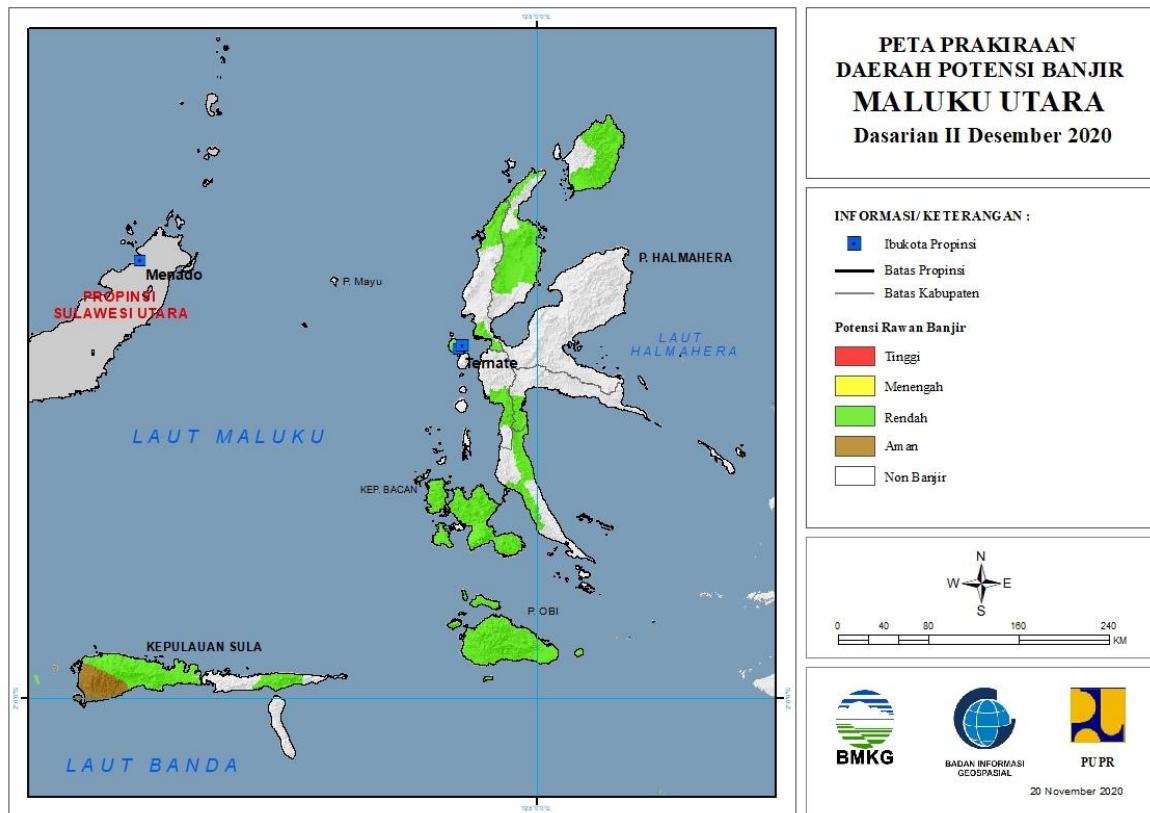 PETA PRAKIRAAN
DAERAH POTENSI BANJIR
MALUKU UTARA
Dasarian II Desember 2020
INFORMASI/ KETERANGAN :
Ibukota Propinsi
Batas Propinsi
Batas Kabupaten
Potensi Rawan Banjir
Tinggi
Menengah
Rendah
Aman
Non Banjir
N
W E
S
0 40 80 160 240
KM
BMKG
BADAN INFORMASI
GEOSPASIAL
PUPR
20 November 2020
Menado
PROPINSI
SULAWESI UTARA
P. Mayu
P. HALMAHERA
LAUT
HALMAHERA
Ternate
LAUT MALUKU
KEP. BACAN
P. OBI
KEPULAUAN SULA
LAUT BANDA